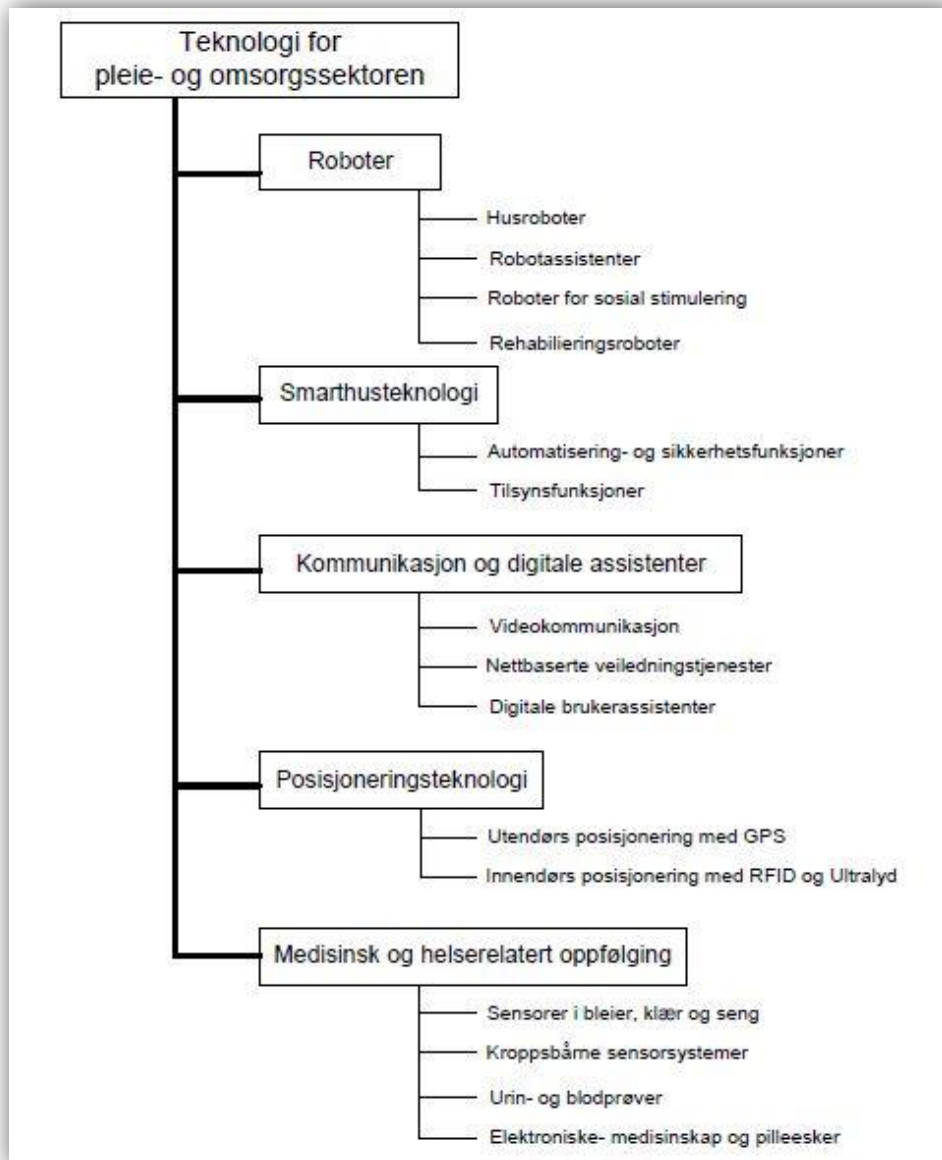 Teknologi for
pleie- og omsorgssektoren
Roboter
Husroboter
Robotassistenter
Roboter for sosial stimulering
Rehabilieringsroboter
Smarthusteknologi
Automatisering- og sikkerhetsfunksjoner
Tilsynsfunksjoner
Kommunikasjon og digitale assistenter
Videokommunikasjon
Nettbaserte veiledningstjenester
Digitale brukerassistenter
Posisjoneringsteknologi
Utendørs posisjonering med GPS
Innendørs posisjonering med RFID og Ultralyd
Medisinsk og helserelatert oppfølging
Sensorer i bleier, klær og seng
Kroppsbårne sensorsystemer
Urin- og blodprøver
Elektroniske- medisinskap og pilleesker